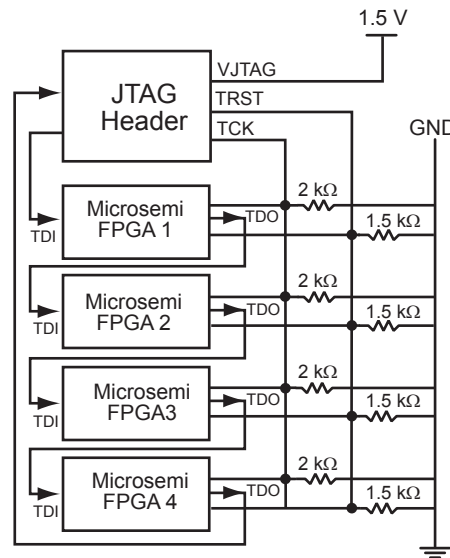 1.5 V
VJTAG
JTAG
Header
TRST
TCK
GND
2 kΩ
Microsemi
FPGA 1
TDO
TDI
1.5 kΩ
2 kΩ
Microsemi
FPGA 2
TDO
TDI
1.5 kΩ
2 kΩ
Microsemi
FPGA3
TDO
TDI
1.5 kΩ
2 kΩ
Microsemi
FPGA 4
TDO
TDI
1.5 kΩ